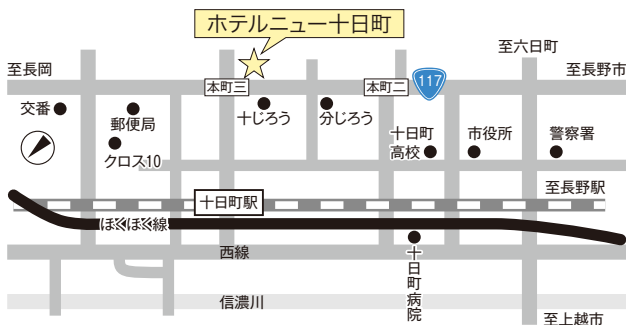 ホテルニュー十日町
至六日町
至長岡
至長野市
本町三
本町二
117
交番
郵便局
十じろう
分じろう
十日町
高校
市役所
警察署
クロス10
至長野駅
十日町駅
ほくほく線
西線
十日町病院
信濃川
至上越市